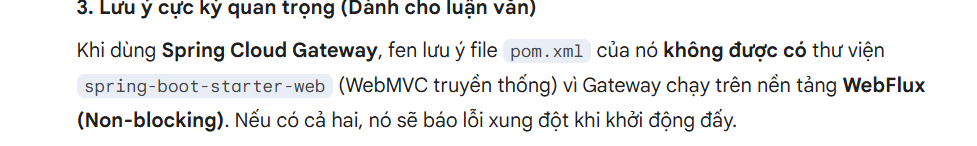 3. Lưu ý cực kỳ quan trọng (Dành cho luận văn)
Khi dùng Spring Cloud Gateway, fen lưu ý file pom.xml của nó không được có thư viện
spring-boot-starter-web (WebMVC truyền thống) vì Gateway chạy trên nền tảng WebFlux
(Non-blocking). Nếu có cả hai, nó sẽ báo lỗi xung đột khi khởi động đấy.